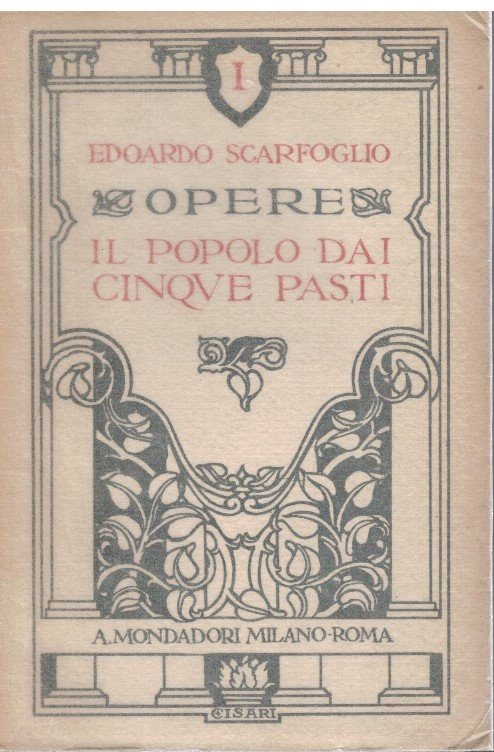 I
EDOARDO SCARFOGLIO
OPERE
IL POPOLO DAI
CINQVE PASTI
A. MONDADORI MILANO-ROMA
CISARI